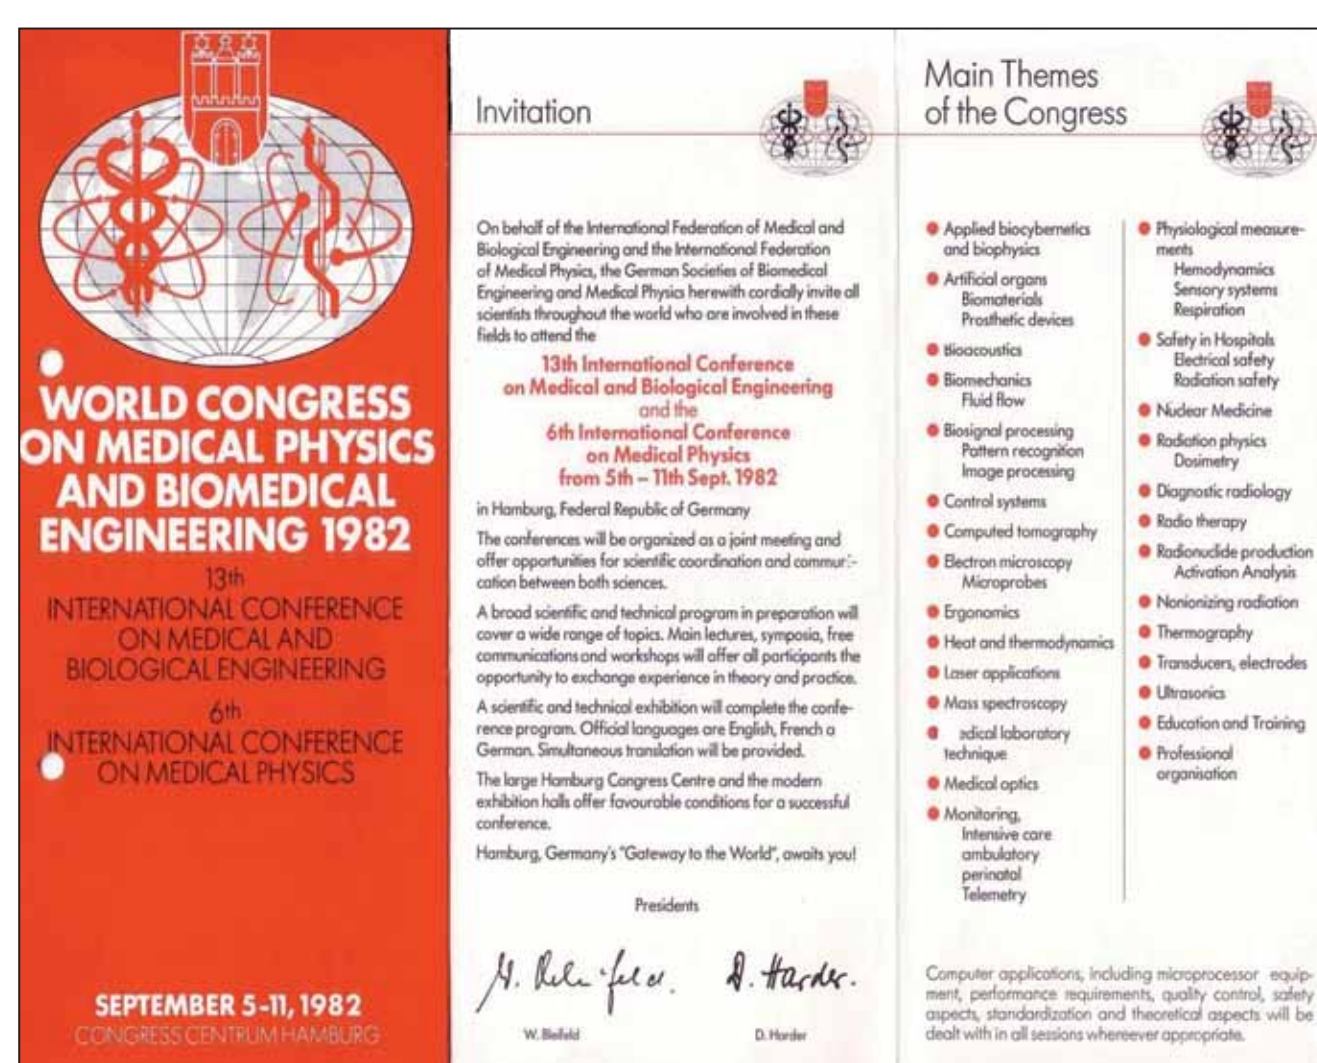 WORLD CONGRESS
ON MEDICAL PHYSICS
AND BIOMEDICAL
ENGINEERING 1982
13th
INTERNATIONAL CONFERENCE
ON MEDICAL AND
BIOLOGICAL ENGINEERING
6th
INTERNATIONAL CONFERENCE
ON MEDICAL PHYSICS
SEPTEMBER 5-11, 1982
CONGRESS CENTRUM HAMBURG
Invitation
On behalf of the International Federation of Medical and
Biological Engineering and the International Federation
of Medical Physics, the German Societies of Biomedical
Engineering and Medical Physics herewith cordially invite all
scientists throughout the world who are involved in these
fields to attend the
13th International Conference
on Medical and Biological Engineering
and the
6th International Conference
on Medical Physics
from 5th – 11th Sept. 1982
in Hamburg, Federal Republic of Germany
The conferences will be organized as a joint meeting and
offer opportunities for scientific coordination and communi-
cation between both sciences.
A broad scientific and technical program in preparation will
cover a wide range of topics. Main lectures, symposia, free
communications and workshops will offer all participants the
opportunity to exchange experience in theory and practice.
A scientific and technical exhibition will complete the confe-
rence program. Official languages are English, French a
German. Simultaneous translation will be provided.
The large Hamburg Congress Centre and the modern
exhibition halls offer favourable conditions for a successful
conference.
Hamburg, Germany's "Gateway to the World", awaits you!
Presidents
D. Harder.
W. Bleifeld
D. Harder
Main Themes
of the Congress
Applied biocybernetics
and biophysics
Artificial organs
Biomaterials
Prosthetic devices
Bioacoustics
Biomechanics
Fluid flow
Biosignal processing
Pattern recognition
Image processing
Control systems
Computed tomography
Electron microscopy
Microprobes
Ergonomics
Heat and thermodynamics
Laser applications
Mass spectroscopy
edical laboratory
technique
Medical optics
Monitoring,
Intensive care
ambulatory
perinatal
Telemetry
Physiological measure-
ments
Hemodynamics
Sensory systems
Respiration
Safety in Hospitals
Electrical safety
Radiation safety
Nuclear Medicine
Radiation physics
Dosimetry
Diagnostic radiology
Radio therapy
Radionuclide production
Activation Analysis
Nonionizing radiation
Thermography
Transducers, electrodes
Ultrasonics
Education and Training
Professional
organisation
Computer applications, including microprocessor equip-
ment, performance requirements, quality control, safety
aspects, standardization and theoretical aspects will be
dealt with in all sessions whereever appropriate.